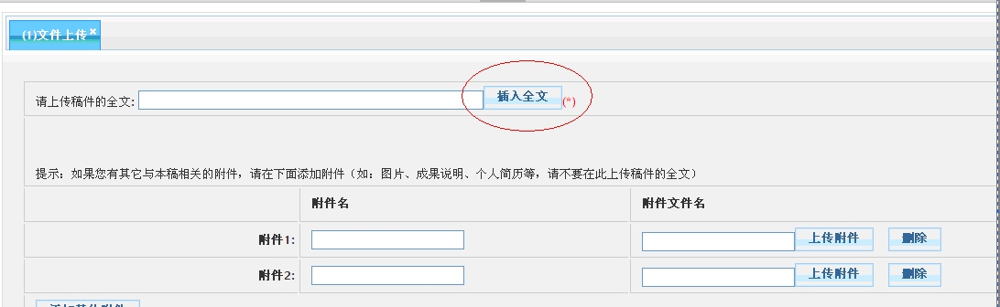 (1)文件上传×
请上传稿件的全文: 插入全文 (*)
提示：如果您有其它与本稿相关的附件，请在下面添加附件（如：图片、成果说明、个人简历等，请不要在此上传稿件的全文）
附件名 附件文件名
附件1: 上传附件 删除
附件2: 上传附件 删除